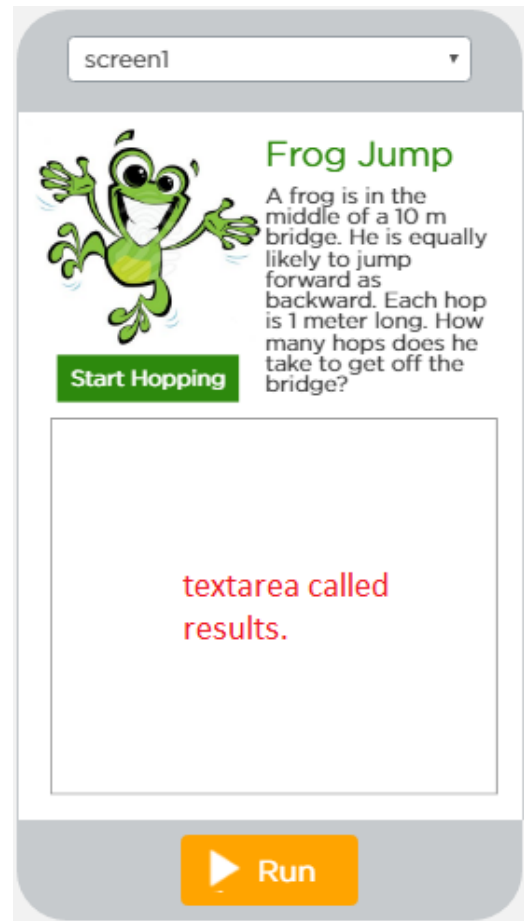 screen1
Frog Jump
A frog is in the
middle of a 10 m
bridge. He is equally
likely to jump
forward as
backward. Each hop
is 1 meter long. How
many hops does he
take to get off the
bridge?
Start Hopping
textarea called
results.
Run